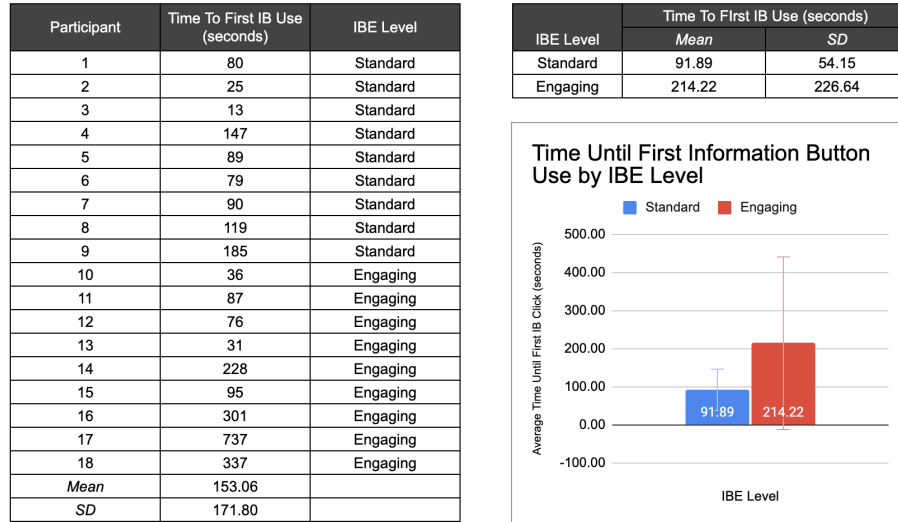 Participant Time To First IB Use (seconds) IBE Level
1 80 Standard
2 25 Standard
3 13 Standard
4 147 Standard
5 89 Standard
6 79 Standard
7 90 Standard
8 119 Standard
9 185 Standard
10 36 Engaging
11 87 Engaging
12 76 Engaging
13 31 Engaging
14 228 Engaging
15 95 Engaging
16 301 Engaging
17 737 Engaging
18 337 Engaging
Mean 153.06
SD 171.80
IBE Level Time To FIrst IB Use (seconds)
Mean SD
Standard 91.89 54.15
Engaging 214.22 226.64
Time Until First Information Button
Use by IBE Level
Standard Engaging
Average Time Until First IB Click (seconds)
500.00
400.00
300.00
200.00
100.00
0.00
-100.00
91.89 214.22
IBE Level